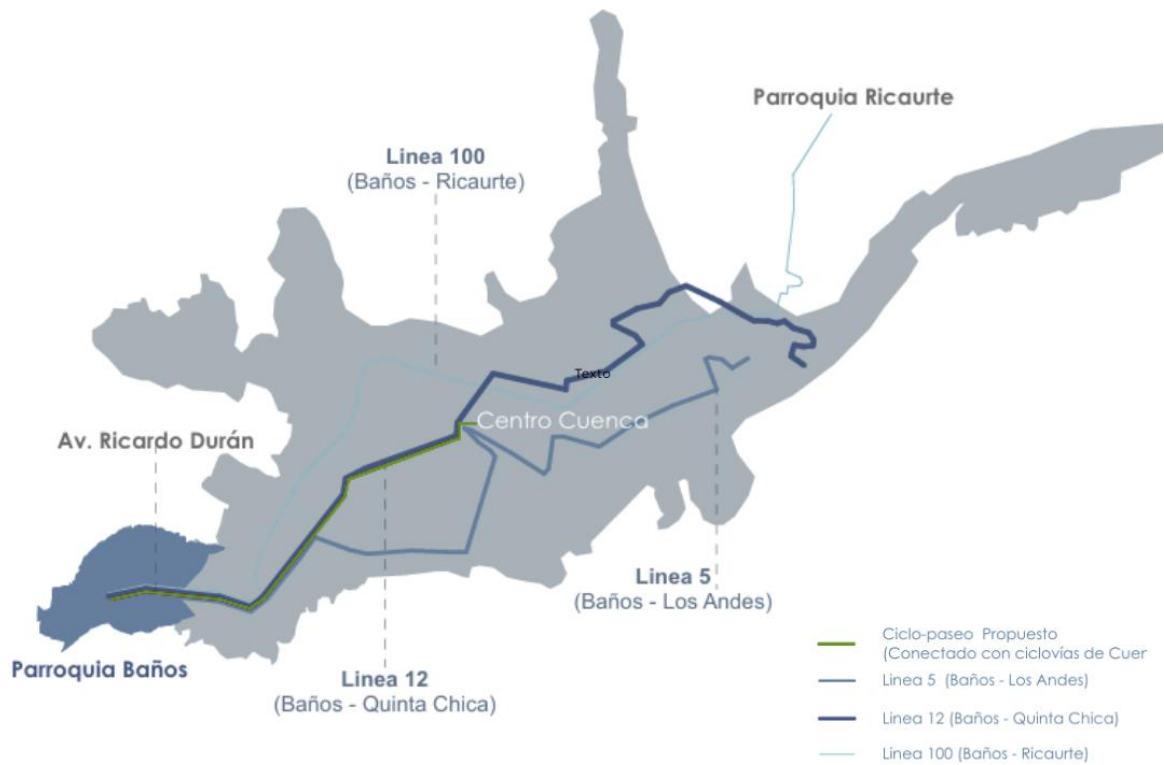 Parroquia Ricaurte
Linea 100
(Baños - Ricaurte)
Texto
Centro Cuenca
Av. Ricardo Durán
Linea 5
(Baños - Los Andes)
Parroquia Baños
Linea 12
(Baños - Quinta Chica)
Ciclo-paseo Propuesto
(Conectado con ciclovías de Cuer
Linea 5 (Baños - Los Andes)
Linea 12 (Baños - Quinta Chica)
Linea 100 (Baños - Ricaurte)